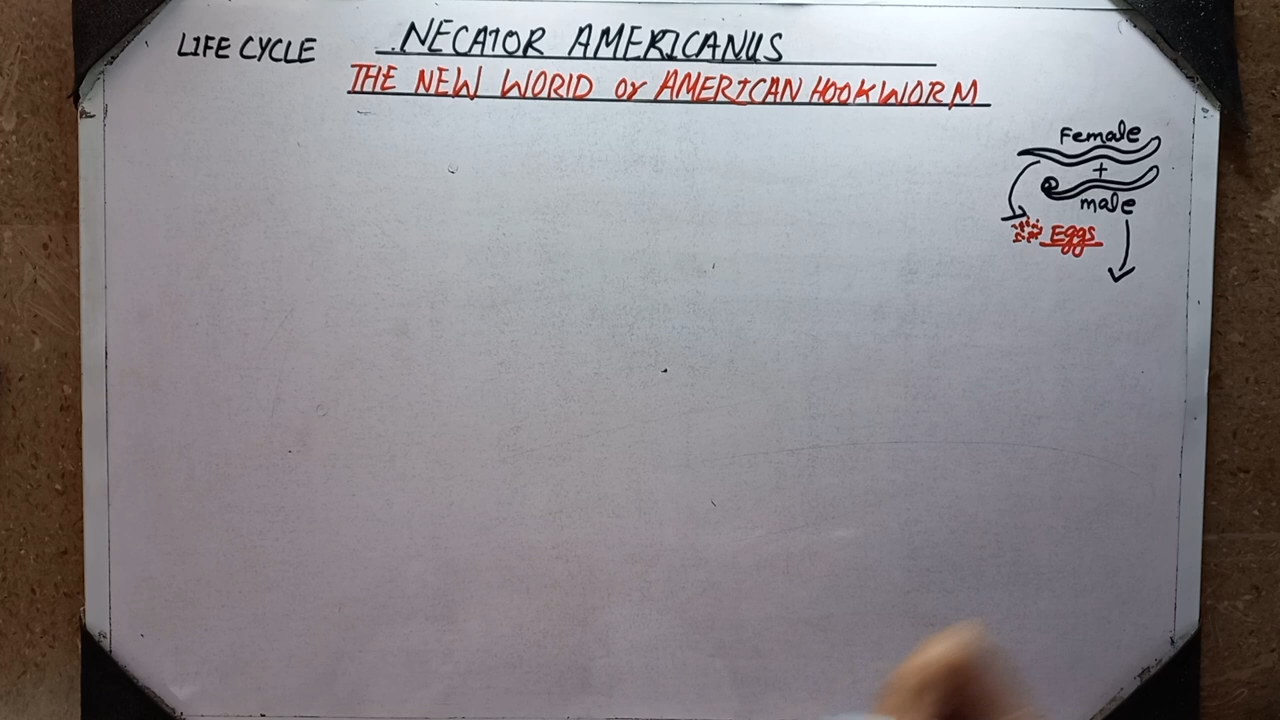 LIFE CYCLE NECATOR AMERICANUS
THE NEW WORLD or AMERICAN HOOKWORM
Female
+
male
Eggs